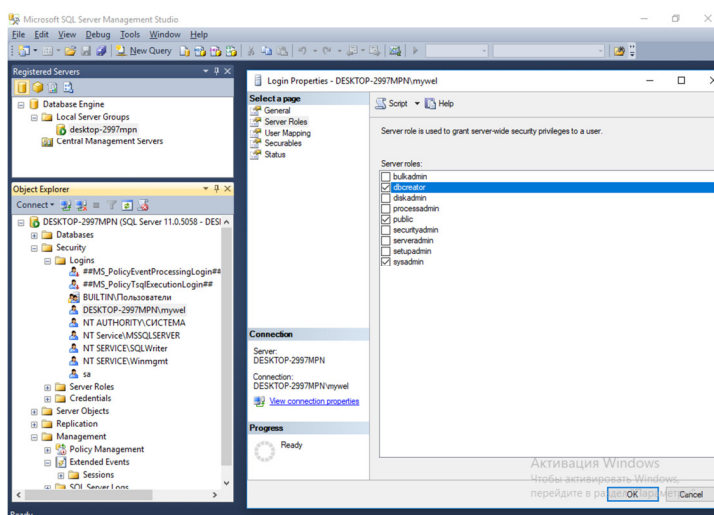 Microsoft SQL Server Management Studio
File Edit View Debug Tools Window Help
New Query
Registered Servers
Database Engine
Local Server Groups
desktop-2997mpn
Central Management Servers
Object Explorer
Connect
DESKTOP-2997MPN (SQL Server 11.0.5058 - DESI
Databases
Security
Logins
##MS_PolicyEventProcessingLogin##
##MS_PolicyTsqlExecutionLogin##
BUILTIN\Пользователи
DESKTOP-2997MPN\mywel
NT AUTHORITY\СИСТЕМА
NT Service\MSSQLSERVER
NT SERVICE\SQLWriter
NT SERVICE\Winmgmt
sa
Server Roles
Credentials
Server Objects
Replication
Management
Policy Management
Extended Events
Sessions
SQL Server Logs
Ready
Login Properties - DESKTOP-2997MPN\mywel
Select a page
General
Server Roles
User Mapping
Securables
Status
Connection
Server:
DESKTOP-2997MPN
Connection:
DESKTOP-2997MPN\mywel
View connection properties
Progress
Ready
Script Help
Server role is used to grant server-wide security privileges to a user.
Server roles:
bulkadmin
dbcreator
diskadmin
processadmin
public
securityadmin
serveradmin
setupadmin
sysadmin
Активация Windows
Чтобы активировать Windows,
перейдите в раздел
OK Cancel